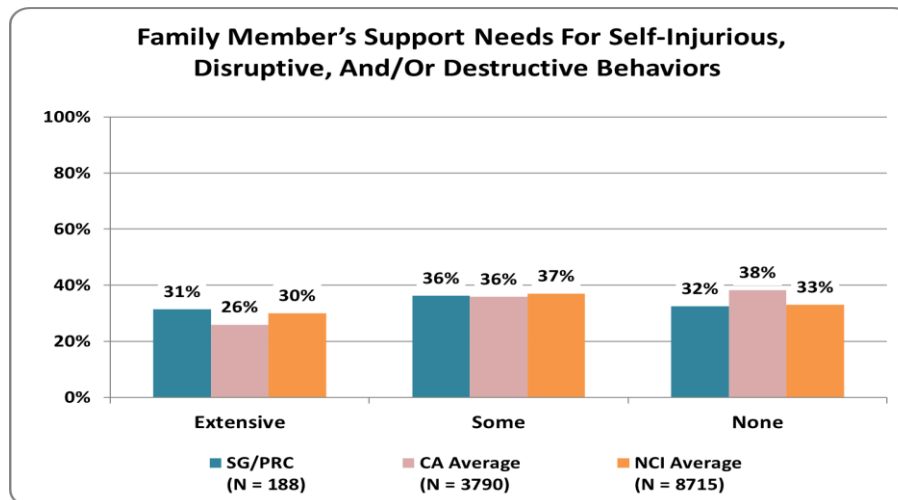 Family Member’s Support Needs For Self-Injurious,
Disruptive, And/Or Destructive Behaviors
100%
80%
60%
40%
20%
0%
31%
26%
30%
36%
36%
37%
32%
38%
33%
Extensive
Some
None
SG/PRC
(N = 188)
CA Average
(N = 3790)
NCI Average
(N = 8715)